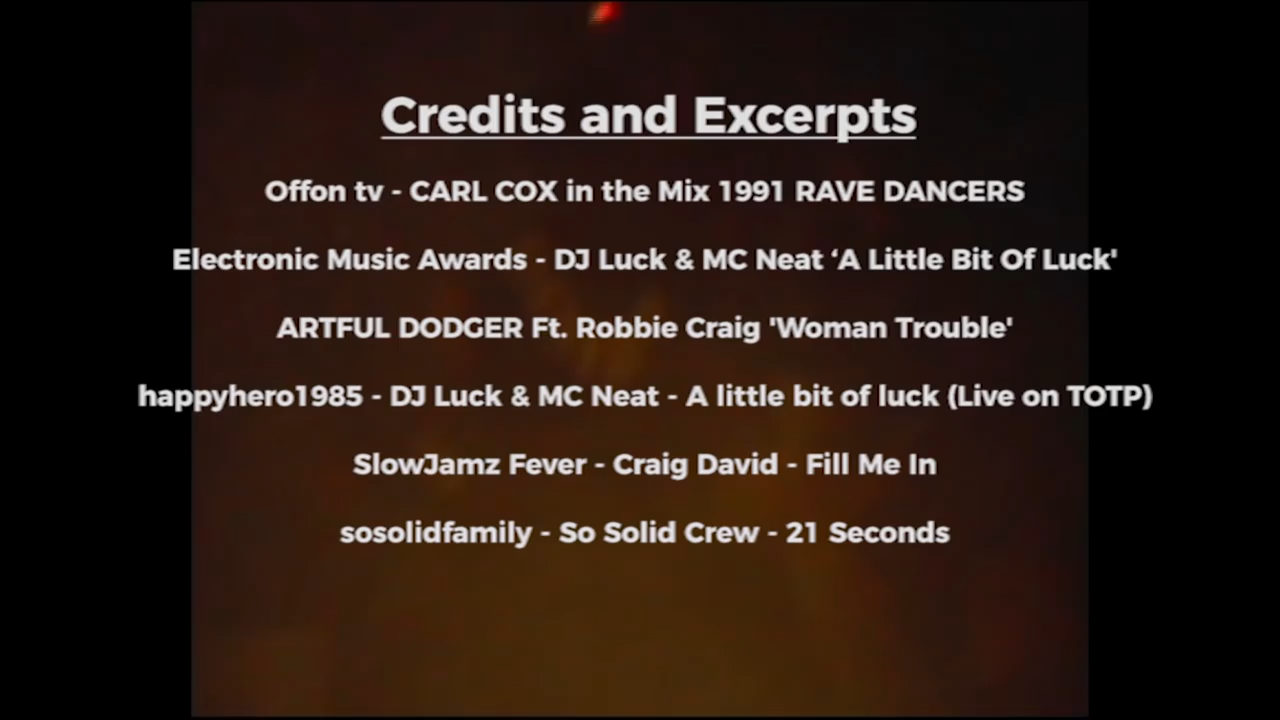 Credits and Excerpts
Offon tv - CARL COX in the Mix 1991 RAVE DANCERS
Electronic Music Awards - DJ Luck & MC Neat ‘A Little Bit Of Luck'
ARTFUL DODGER Ft. Robbie Craig 'Woman Trouble'
happyhero1985 - DJ Luck & MC Neat - A little bit of luck (Live on TOTP)
SlowJamz Fever - Craig David - Fill Me In
sosolidfamily - So Solid Crew - 21 Seconds